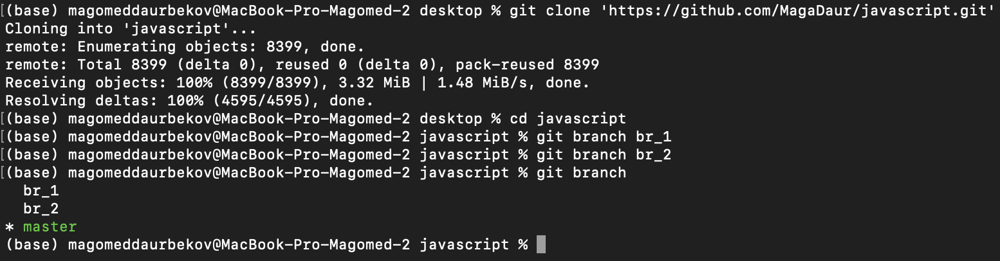 [(base) magomeddaurbekov@MacBook-Pro-Magomed-2 desktop % git clone 'https://github.com/MagaDaur/javascript.git'
Cloning into 'javascript'...
remote: Enumerating objects: 8399, done.
remote: Total 8399 (delta 0), reused 0 (delta 0), pack-reused 8399
Receiving objects: 100% (8399/8399), 3.32 MiB | 1.48 MiB/s, done.
Resolving deltas: 100% (4595/4595), done.
[(base) magomeddaurbekov@MacBook-Pro-Magomed-2 desktop % cd javascript
[(base) magomeddaurbekov@MacBook-Pro-Magomed-2 javascript % git branch br_1
[(base) magomeddaurbekov@MacBook-Pro-Magomed-2 javascript % git branch br_2
[(base) magomeddaurbekov@MacBook-Pro-Magomed-2 javascript % git branch
  br_1
  br_2
* master
(base) magomeddaurbekov@MacBook-Pro-Magomed-2 javascript %